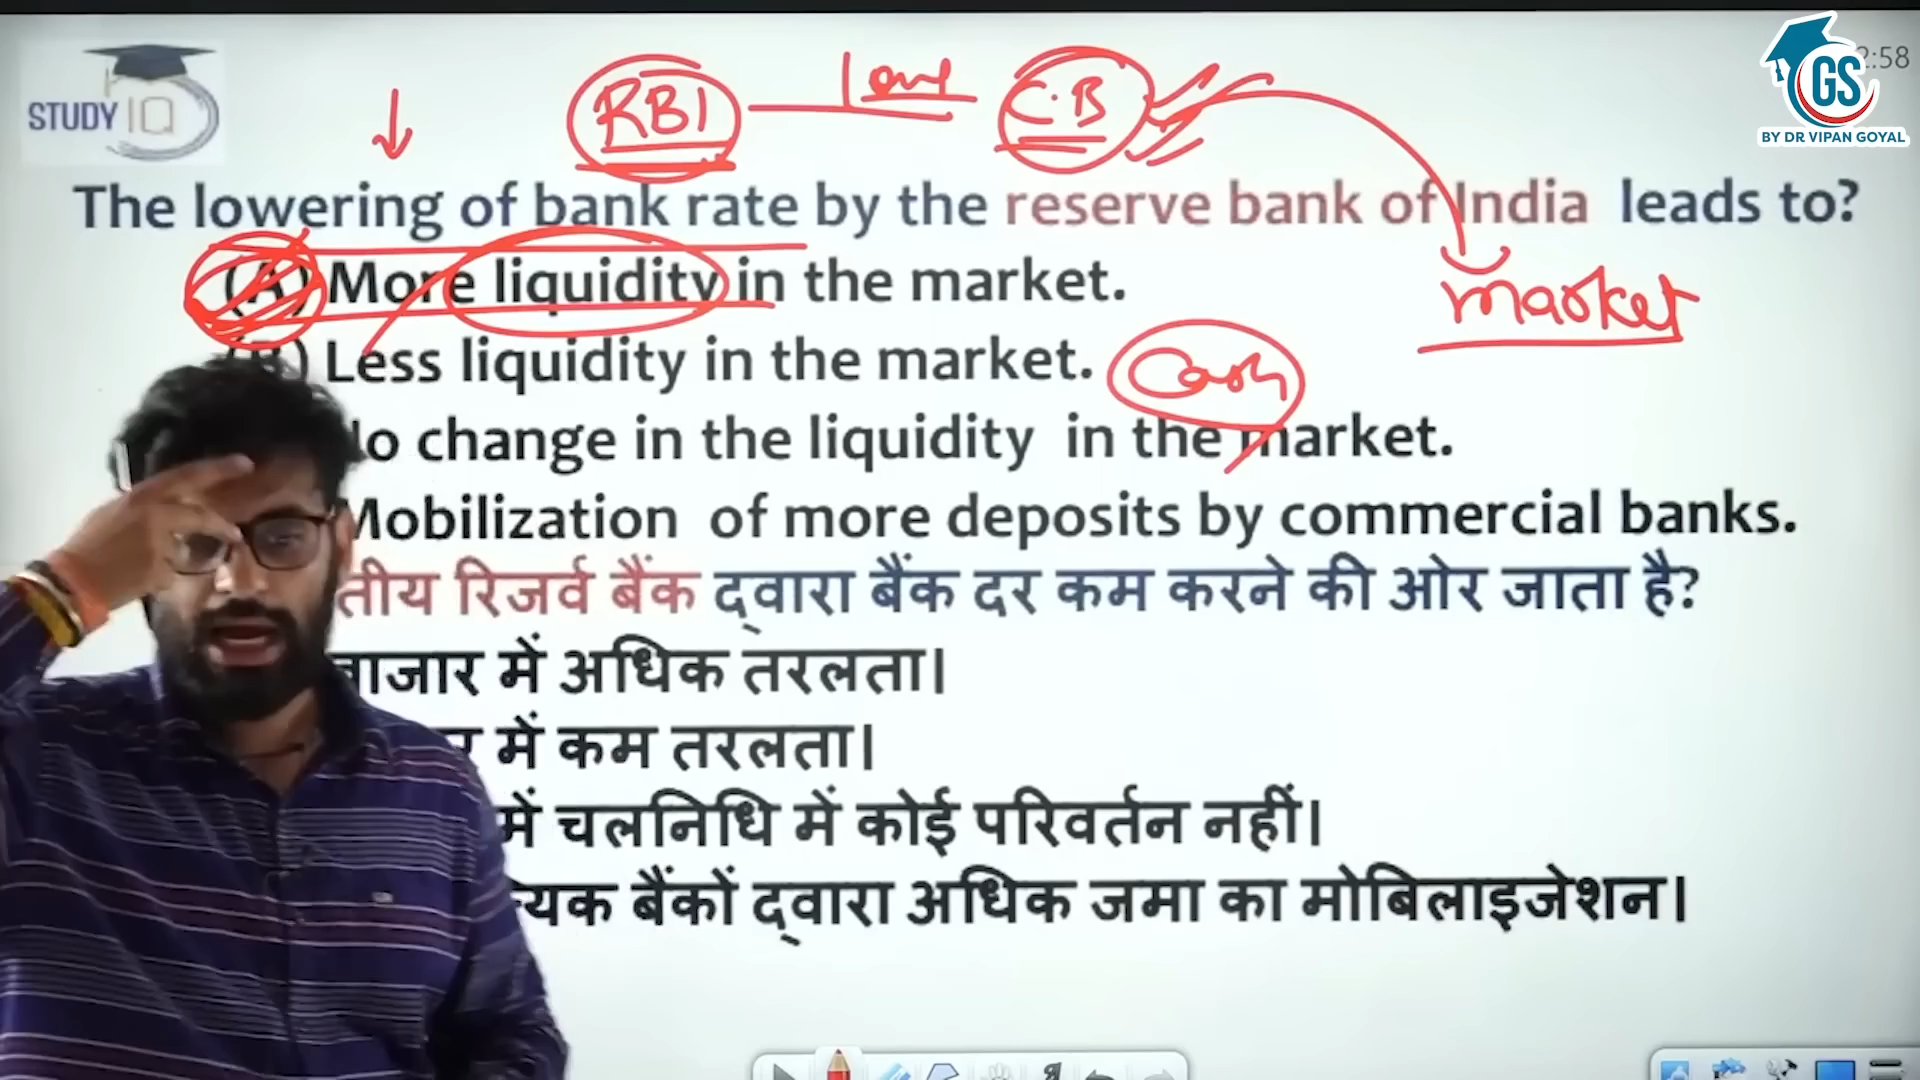 STUDY IQ
RBI
loan
C.B
:58
GS
BY DR VIPAN GOYAL
The lowering of bank rate by the reserve bank of India leads to?
(A) More liquidity in the market.
market
(B) Less liquidity in the market.
Cash
No change in the liquidity in the market.
Mobilization of more deposits by commercial banks.
तीय रिजर्व बैंक द्वारा बैंक दर कम करने की ओर जाता है?
बाजार में अधिक तरलता।
र में कम तरलता।
में चलनिधि में कोई परिवर्तन नहीं।
्यिक बैंकों द्वारा अधिक जमा का मोबिलाइजेशन।